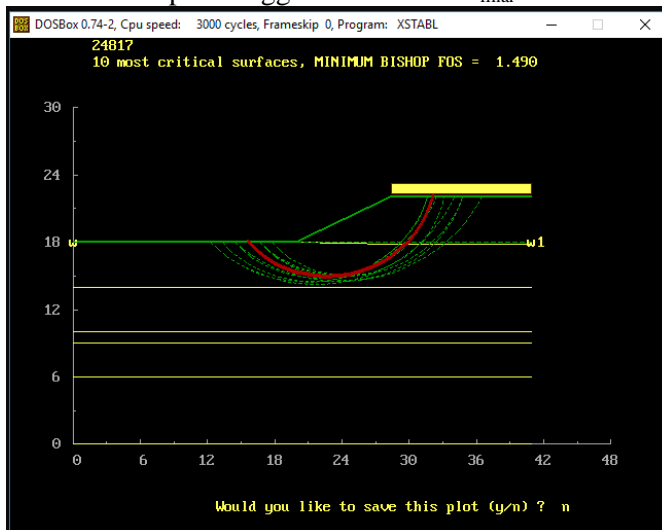 DOSBox 0.74-2, Cpu speed: 3000 cycles, Frameskip 0, Program: XSTABL
24817
10 most critical surfaces, MINIMUM BISHOP FOS = 1.490
30
24
18
w
w1
12
6
0
0 6 12 18 24 30 36 42 48
Would you like to save this plot (y/n) ? n